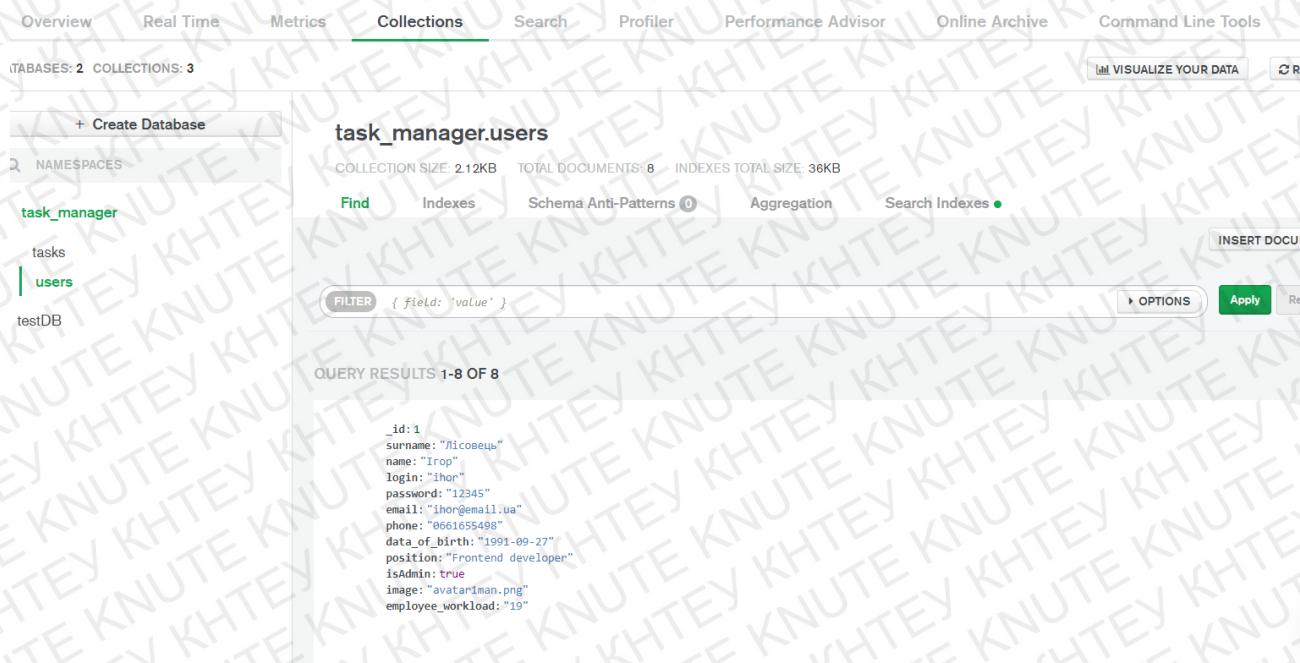 Overview Real Time Metrics Collections Search Profiler Performance Advisor Online Archive Command Line Tools
DATABASES: 2 COLLECTIONS: 3
VISUALIZE YOUR DATA
+ Create Database
NAMESPACES
task_manager
tasks
users
testDB
task_manager.users
COLLECTION SIZE: 2.12KB TOTAL DOCUMENTS: 8 INDEXES TOTAL SIZE: 36KB
Find Indexes Schema Anti-Patterns 0 Aggregation Search Indexes
INSERT DOCU
FILTER { field: 'value' } OPTIONS Apply Re
QUERY RESULTS 1-8 OF 8
_id: 1
surname: "Лісовець"
name: "Ігор"
login: "ihor"
password: "12345"
email: "ihor@email.ua"
phone: "0661655498"
data_of_birth: "1991-09-27"
position: "Frontend developer"
isAdmin: true
image: "avatar1man.png"
employee_workload: "19"
KNUTE КНТЕУ